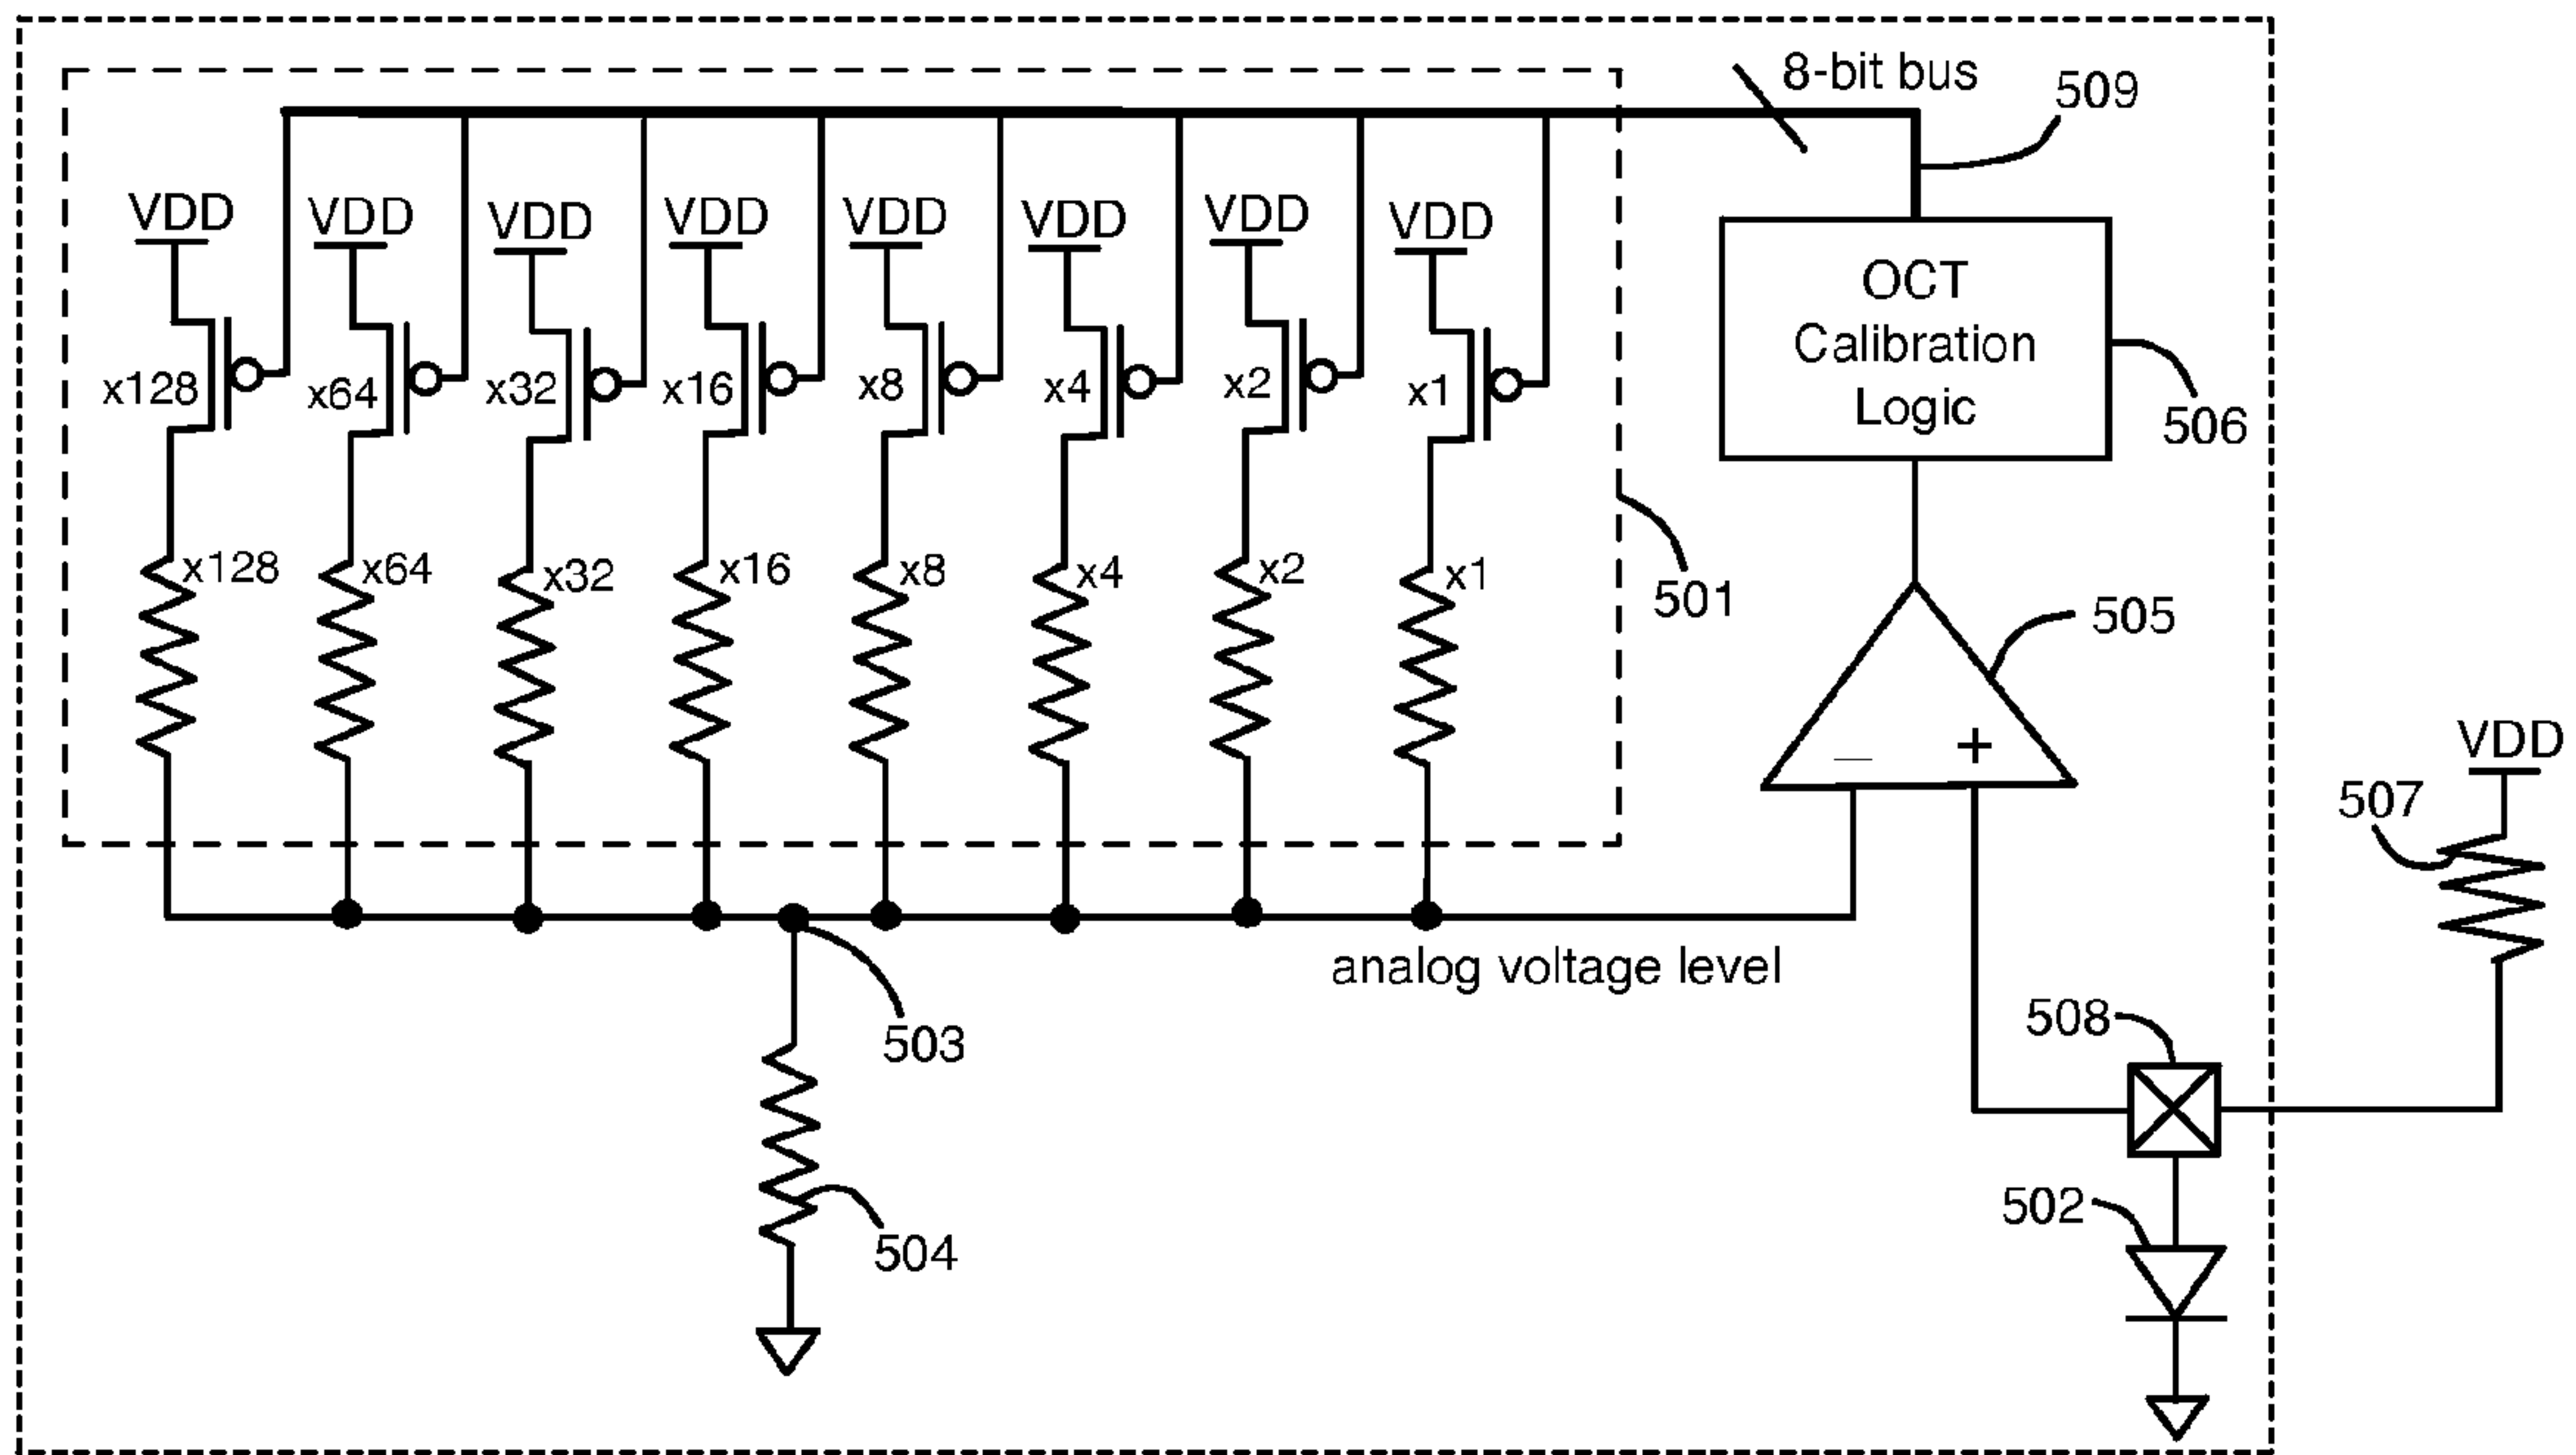 8-bit bus
509
VDD VDD VDD VDD VDD VDD VDD VDD
OCT
Calibration
Logic
x128 x64 x32 x16 x8 x4 x2 x1
506
x128 x64 x32 x16 x8 x4 x2 x1
501
505
– +
VDD
507
analog voltage level
503
508
502
504